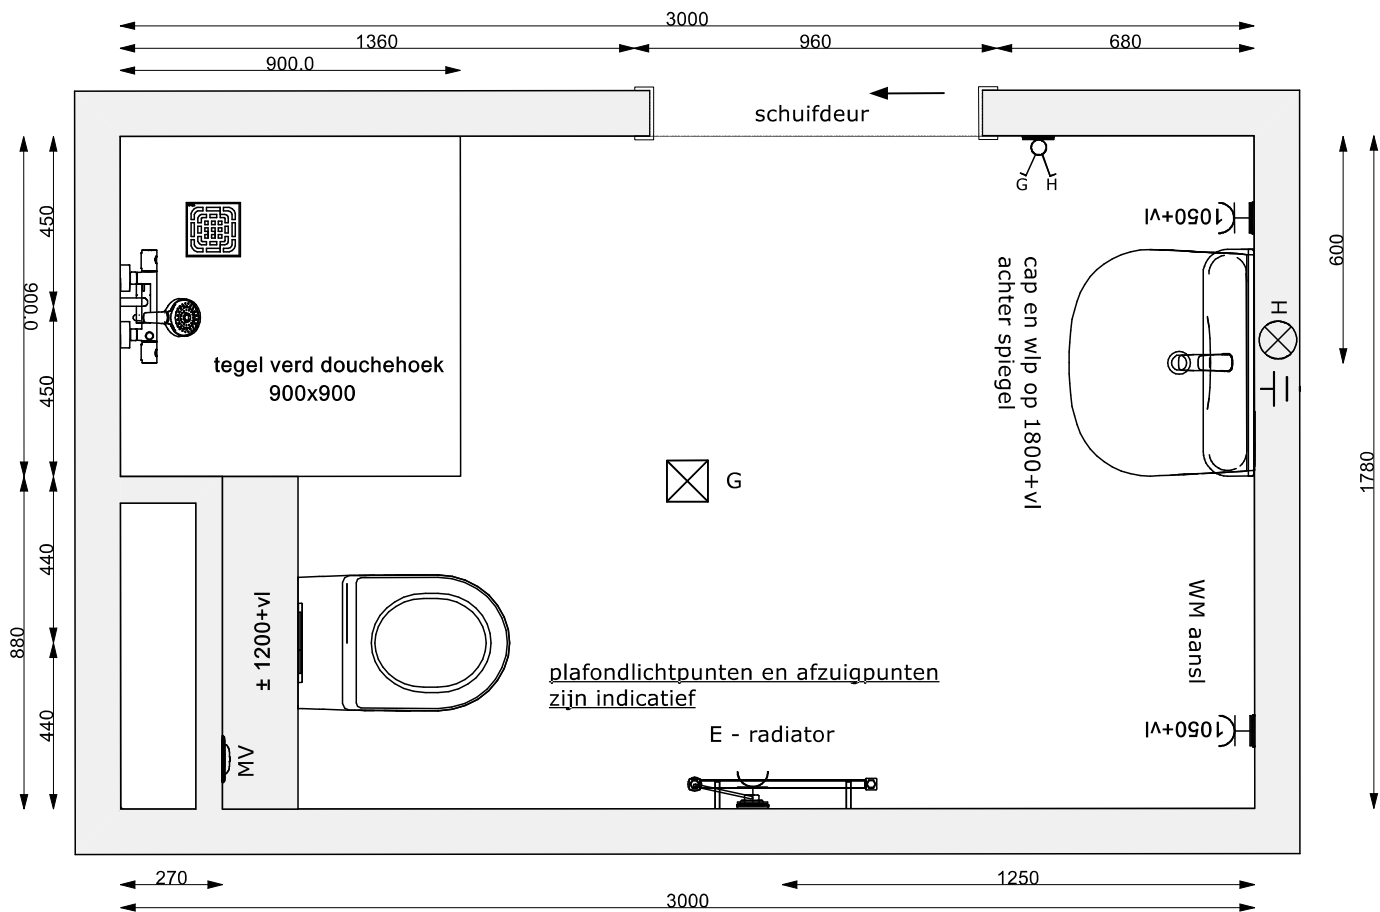 3000
1360
960
680
900.0
schuifdeur
G
H
450
900.0
450
1050+vl
600
H
cap en wlp op 1800+vl
achter spiegel
tegel verd douchehoek
900x900
G
1780
440
880
440
± 1200+vl
MV
WM aansl
plafondlichtpunten en afzuigpunten
zijn indicatief
E - radiator
1050+vl
270
1250
3000